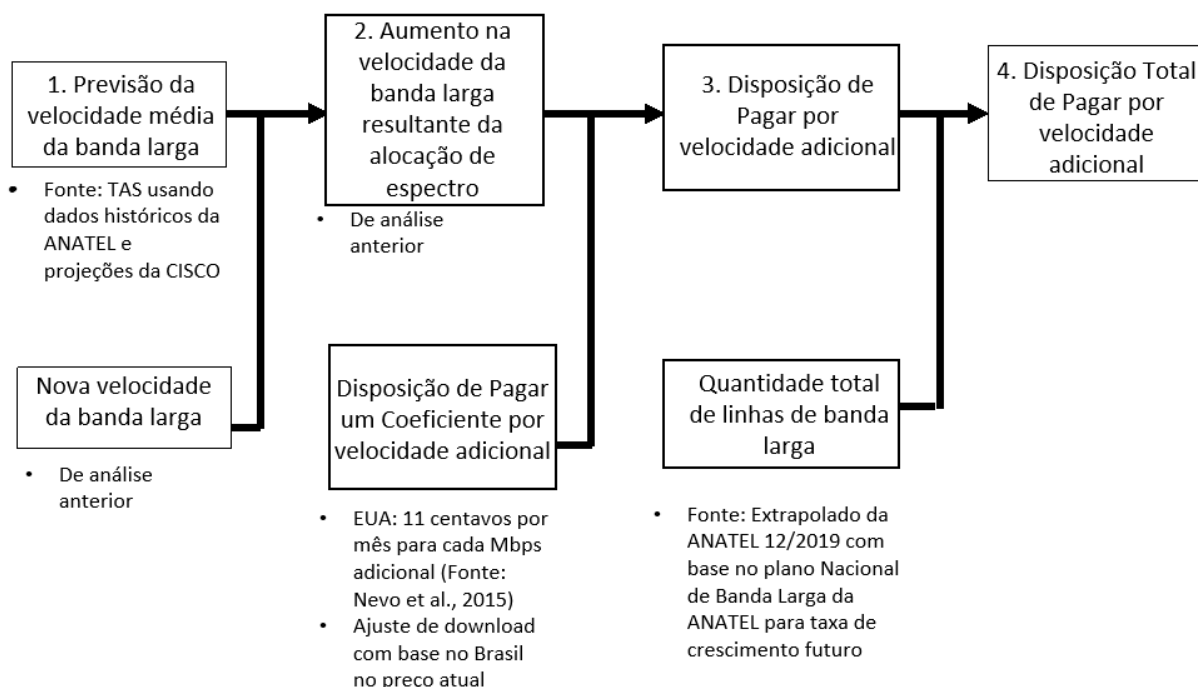 1. Previsão da
velocidade média
da banda larga
• Fonte: TAS usando
dados históricos da
ANATEL e
projeções da CISCO
2. Aumento na
velocidade da
banda larga
resultante da
alocação de
espectro
• De análise
anterior
3. Disposição de
Pagar por
velocidade adicional
4. Disposição Total
de Pagar por
velocidade
adicional
Nova velocidade
da banda larga
• De análise
anterior
Disposição de Pagar
um Coeficiente por
velocidade adicional
• EUA: 11 centavos por
mês para cada Mbps
adicional (Fonte:
Nevo et al., 2015)
• Ajuste de download
com base no Brasil
no preço atual
Quantidade total
de linhas de banda
larga
• Fonte: Extrapolado da
ANATEL 12/2019 com
base no plano Nacional
de Banda Larga da
ANATEL para taxa de
crescimento futuro